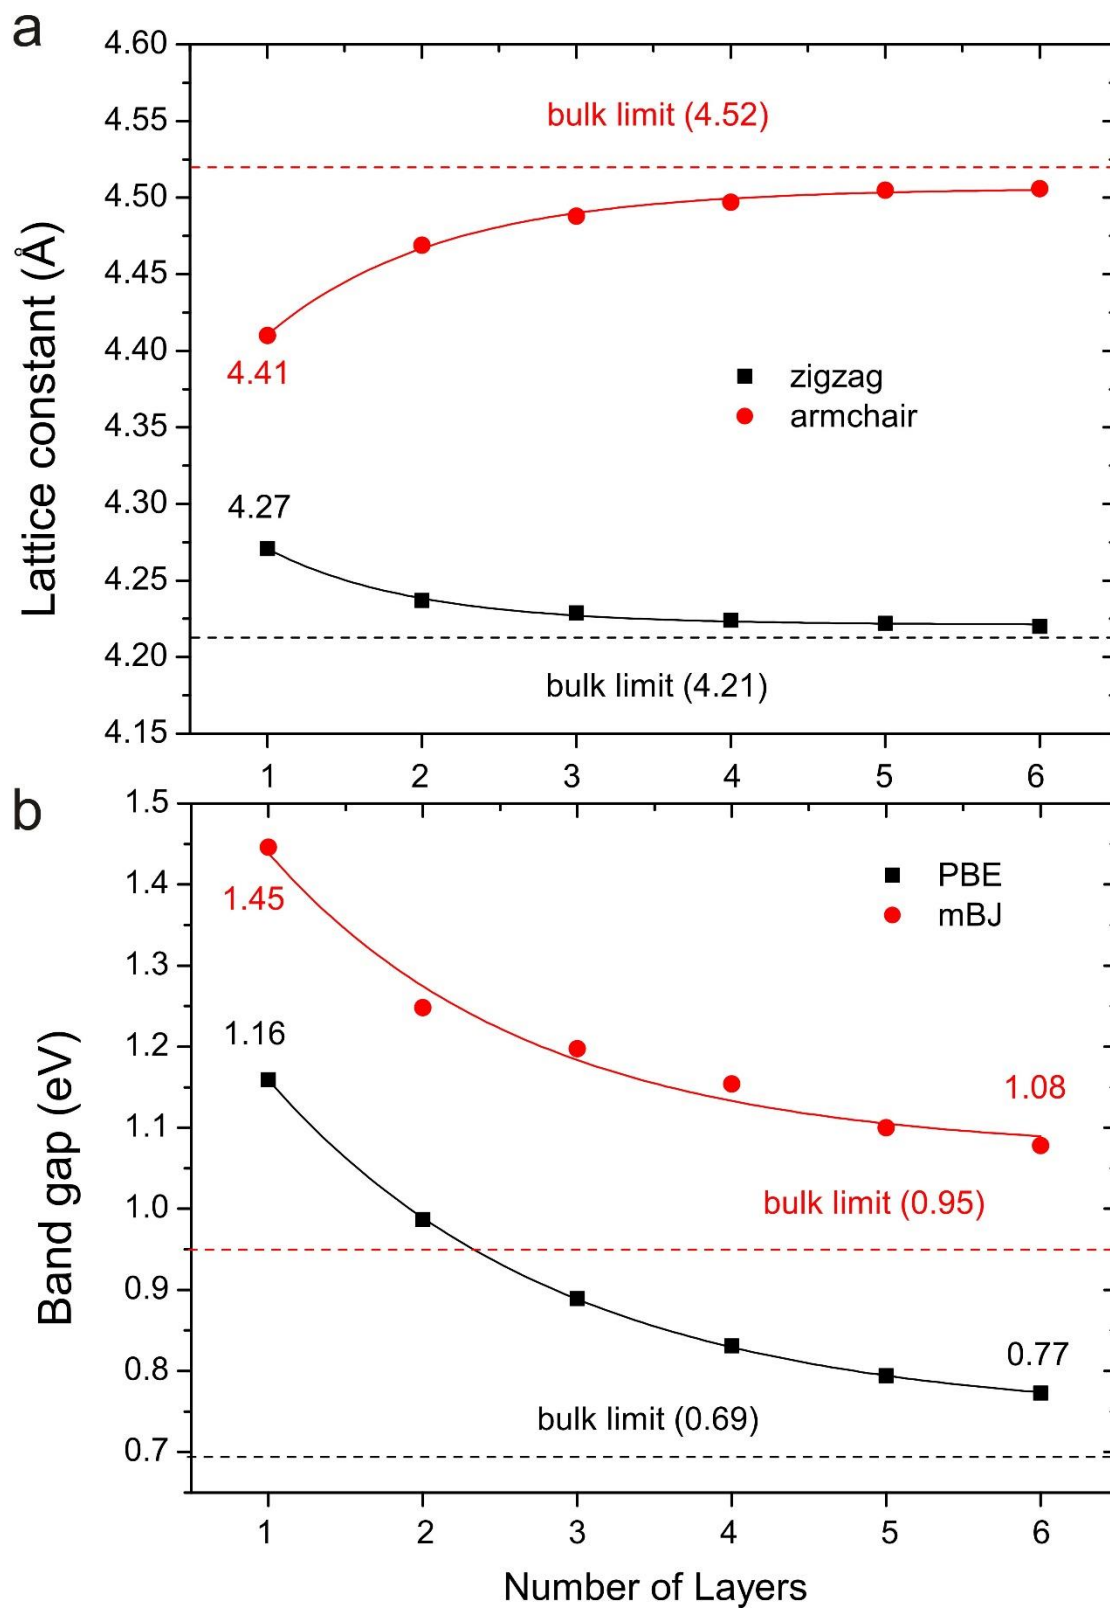 a
4.60
4.55
4.50
4.45
4.40
4.35
4.30
4.25
4.20
4.15
Lattice constant (Å)
bulk limit (4.52)
4.41
zigzag
armchair
4.27
bulk limit (4.21)
1 2 3 4 5 6
b
1.5
1.4
1.3
1.2
1.1
1.0
0.9
0.8
0.7
Band gap (eV)
PBE
mBJ
1.45
1.16
1.08
bulk limit (0.95)
0.77
bulk limit (0.69)
1 2 3 4 5 6
Number of Layers